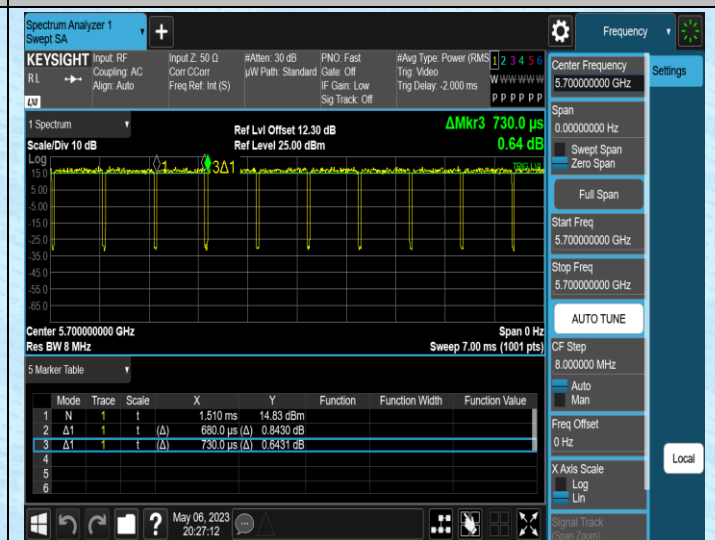 Spectrum Analyzer 1
Swept SA
+
Frequency
KEYSIGHT
RL
LXI
Input: RF
Coupling: AC
Align: Auto
Input Z: 50 Ω
Corr CCorr
Freq Ref: Int (S)
#Atten: 30 dB
µW Path: Standard
PNO: Fast
Gate: Off
IF Gain: Low
Sig Track: Off
#Avg Type: Power (RMS
Trig: Video
Trig Delay: -2.000 ms
1 2 3 4 5 6
W W W W W W
P P P P P P
1 Spectrum
Scale/Div 10 dB
Ref Lvl Offset 12.30 dB
Ref Level 25.00 dBm
ΔMkr3 730.0 µs
0.64 dB
Log
15.0
5.00
-5.00
-15.0
-25.0
-35.0
-45.0
-55.0
-65.0
1
3Δ1
TRIG LVL
Center 5.700000000 GHz
Res BW 8 MHz
Span 0 Hz
Sweep 7.00 ms (1001 pts)
5 Marker Table
Mode Trace Scale X Y Function Function Width Function Value
1 N 1 t 1.510 ms 14.83 dBm
2 Δ1 1 t (Δ) 680.0 µs (Δ) 0.8430 dB
3 Δ1 1 t (Δ) 730.0 µs (Δ) 0.6431 dB
4
5
6
?
May 06, 2023
20:27:12
Center Frequency
5.700000000 GHz
Span
0.00000000 Hz
Swept Span
Zero Span
Full Span
Start Freq
5.700000000 GHz
Stop Freq
5.700000000 GHz
AUTO TUNE
CF Step
8.000000 MHz
Auto
Man
Freq Offset
0 Hz
X Axis Scale
Log
Lin
Signal Track
(Span Zoom)
Settings
Local